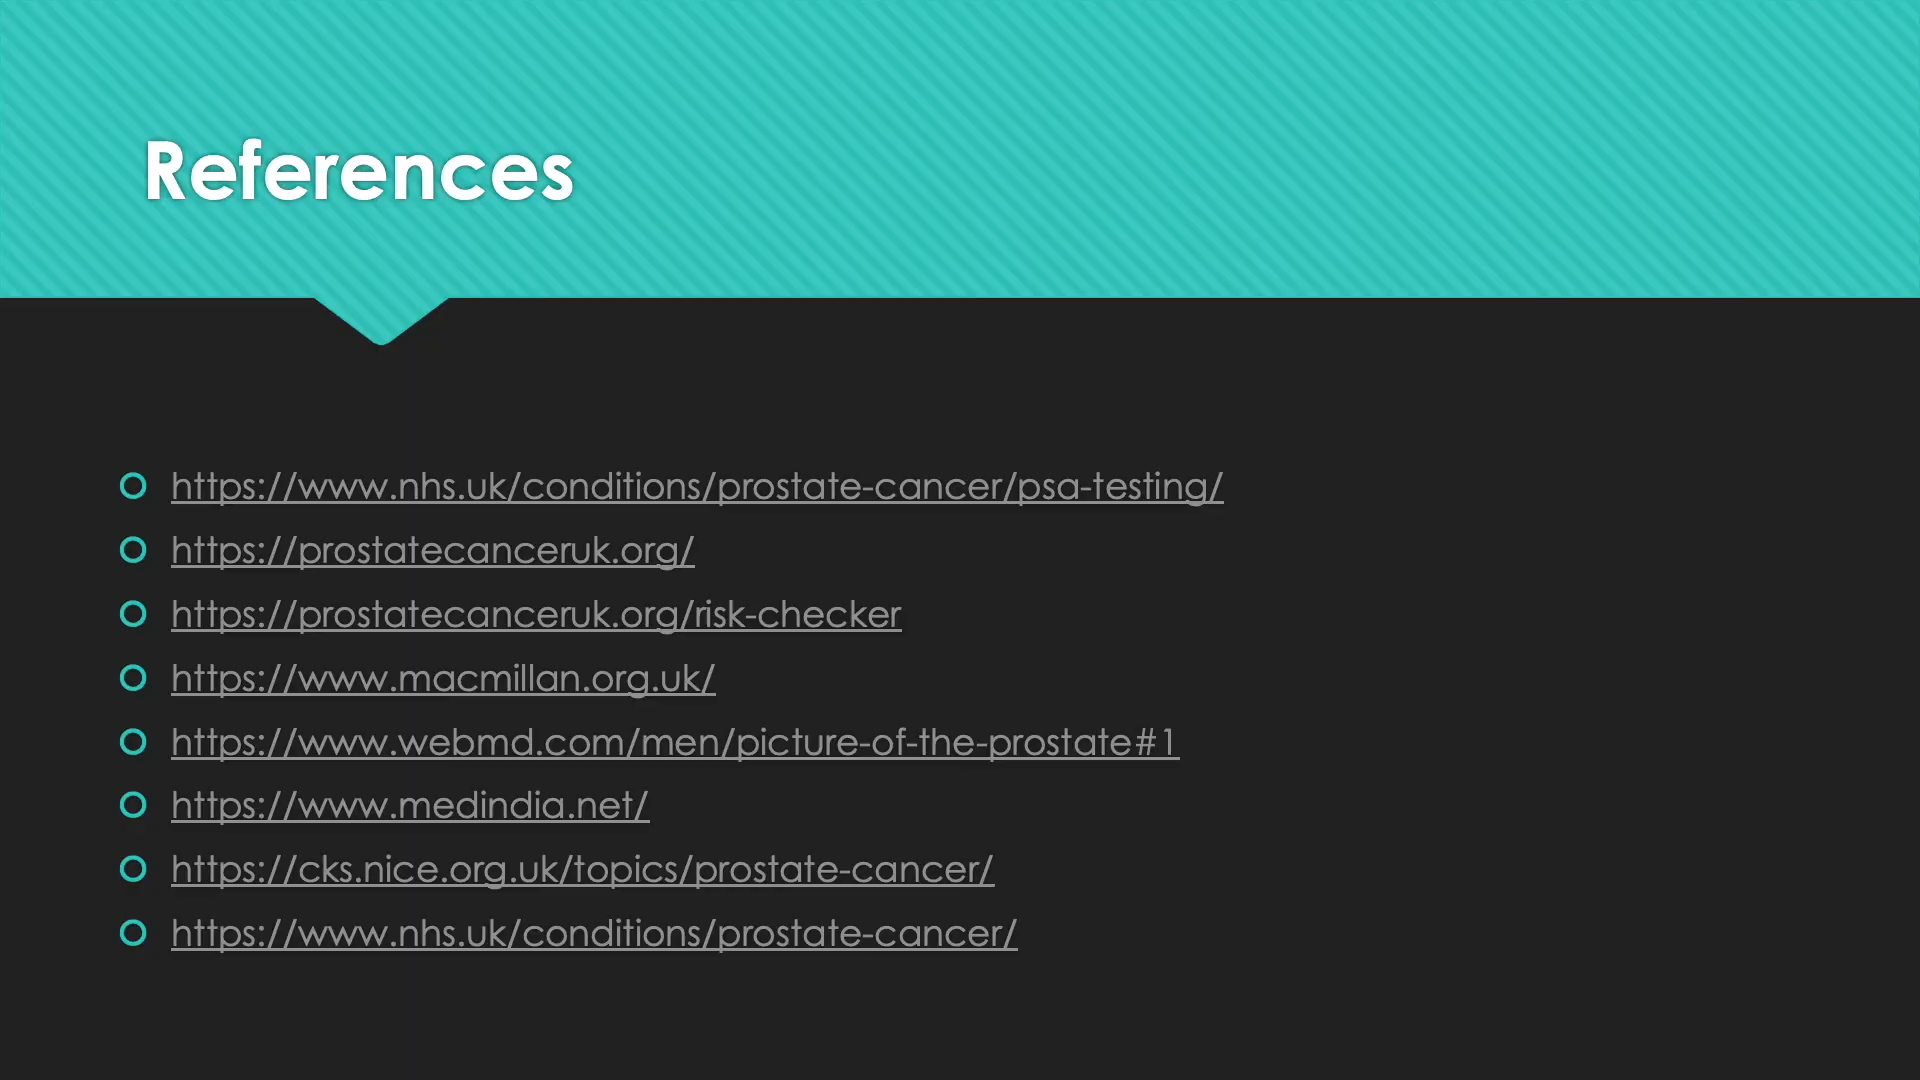 References
https://www.nhs.uk/conditions/prostate-cancer/psa-testing/
https://prostatecanceruk.org/
https://prostatecanceruk.org/risk-checker
https://www.macmillan.org.uk/
https://www.webmd.com/men/picture-of-the-prostate#1
https://www.medindia.net/
https://cks.nice.org.uk/topics/prostate-cancer/
https://www.nhs.uk/conditions/prostate-cancer/